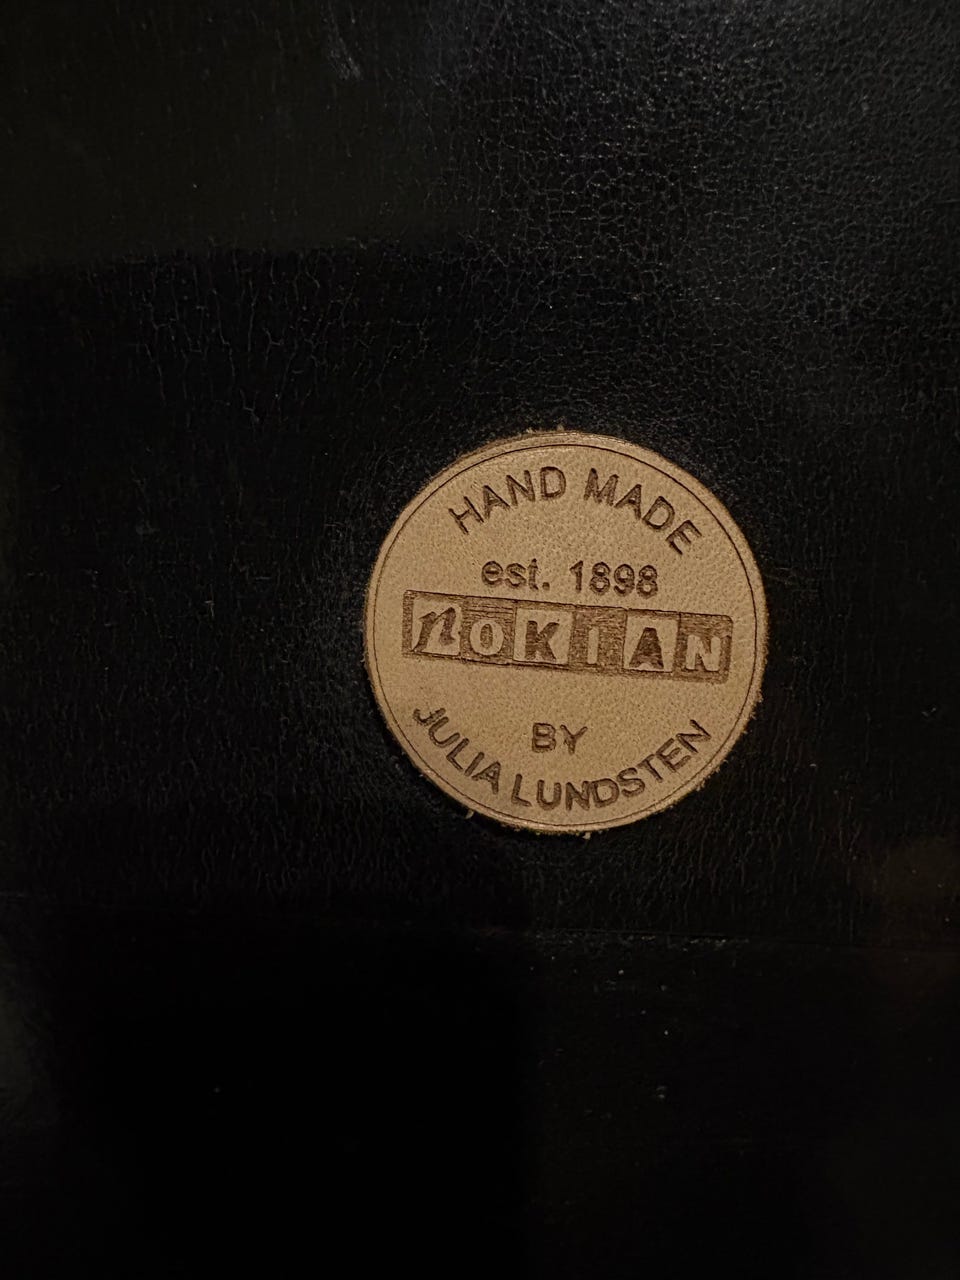 HAND MADE
est. 1898
nOKIAN
BY
JULIA LUNDSTEN